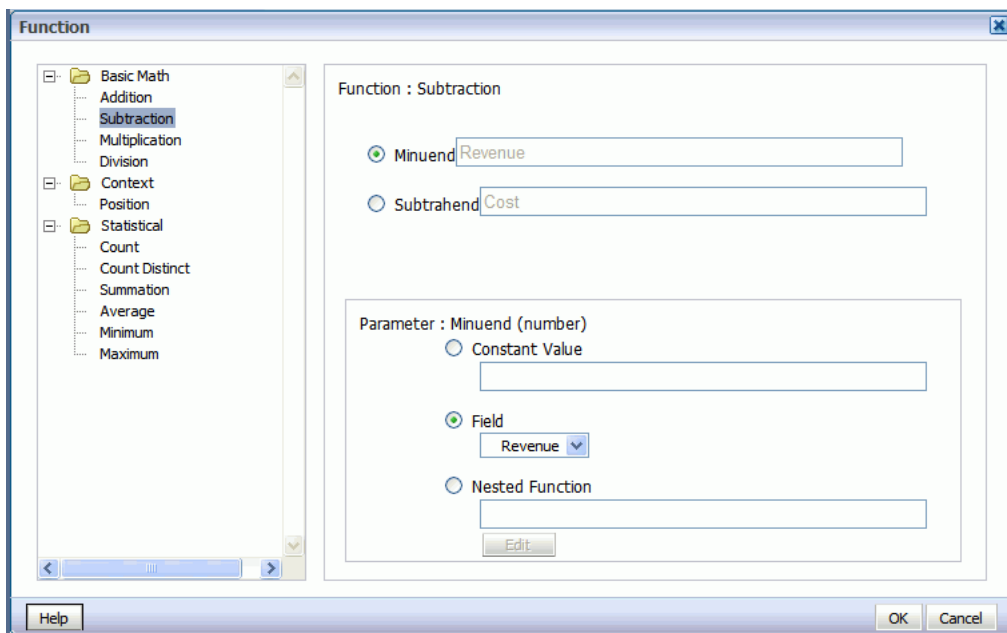 Function
Basic Math
Addition
Subtraction
Multiplication
Division
Context
Position
Statistical
Count
Count Distinct
Summation
Average
Minimum
Maximum
Function : Subtraction
Minuend Revenue
Subtrahend Cost
Parameter : Minuend (number)
Constant Value
Field
Revenue
Nested Function
Edit
Help
OK
Cancel